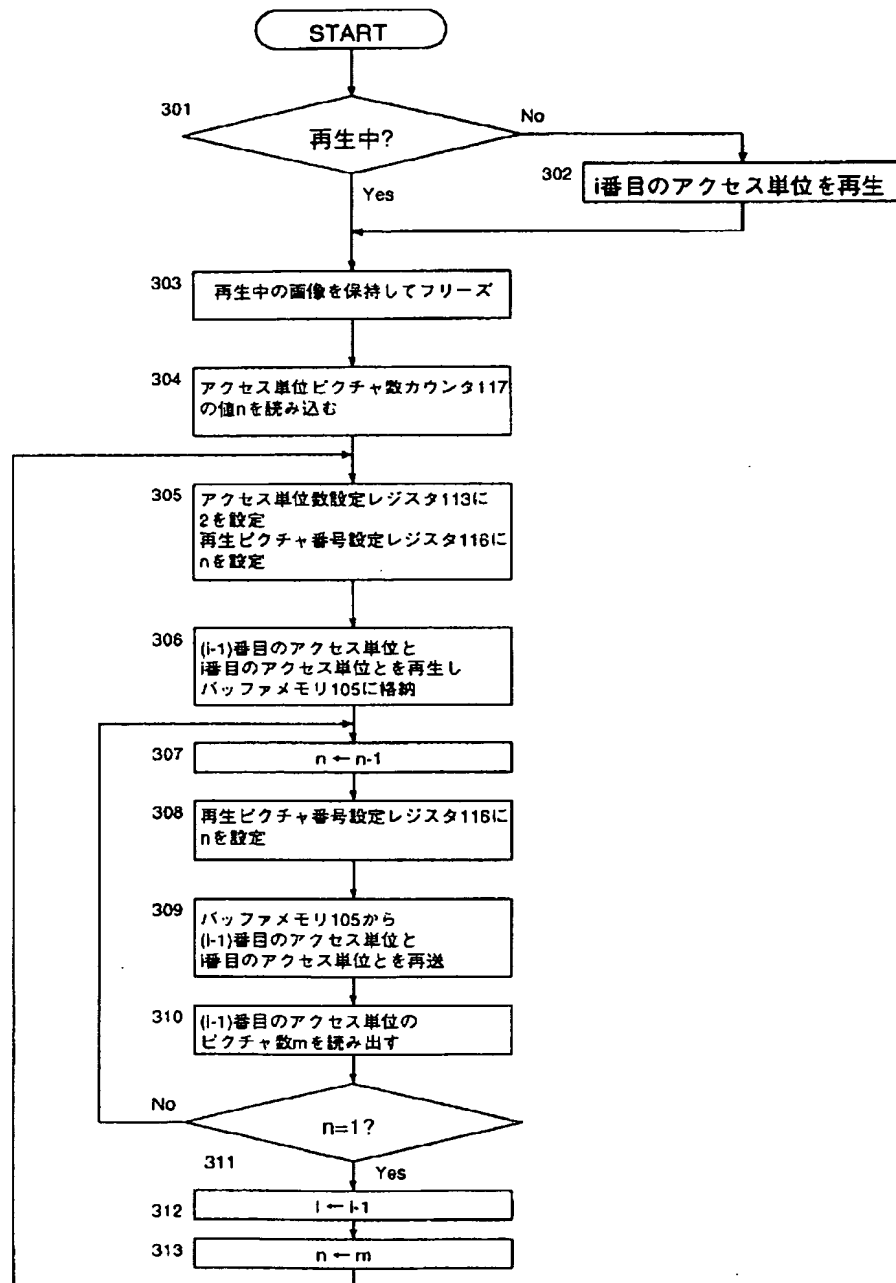 START
301
再生中?
No
302
i番目のアクセス単位を再生
Yes
303
再生中の画像を保持してフリーズ
304
アクセス単位ピクチャ数カウンタ117
の値nを読み込む
305
アクセス単位数設定レジスタ113に
2を設定
再生ピクチャ番号設定レジスタ116に
nを設定
306
(i-1)番目のアクセス単位と
i番目のアクセス単位とを再生し
バッファメモリ105に格納
307
n ← n-1
308
再生ピクチャ番号設定レジスタ116に
nを設定
309
バッファメモリ105から
(i-1)番目のアクセス単位と
i番目のアクセス単位とを再送
310
(i-1)番目のアクセス単位の
ピクチャ数mを読み出す
No
n=1?
311
Yes
312
i ← i-1
313
n ← m